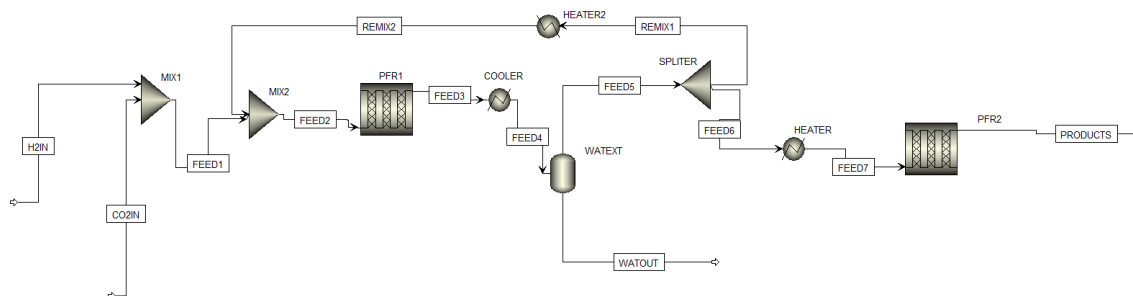 REMIX2
HEATER2
REMIX1
MIX1
MIX2
PFR1
COOLER
SPLITER
FEED3
FEED5
FEED2
FEED4
FEED6
HEATER
PFR2
PRODUCTS
H2IN
FEED1
WATEXT
FEED7
CO2IN
WATOUT